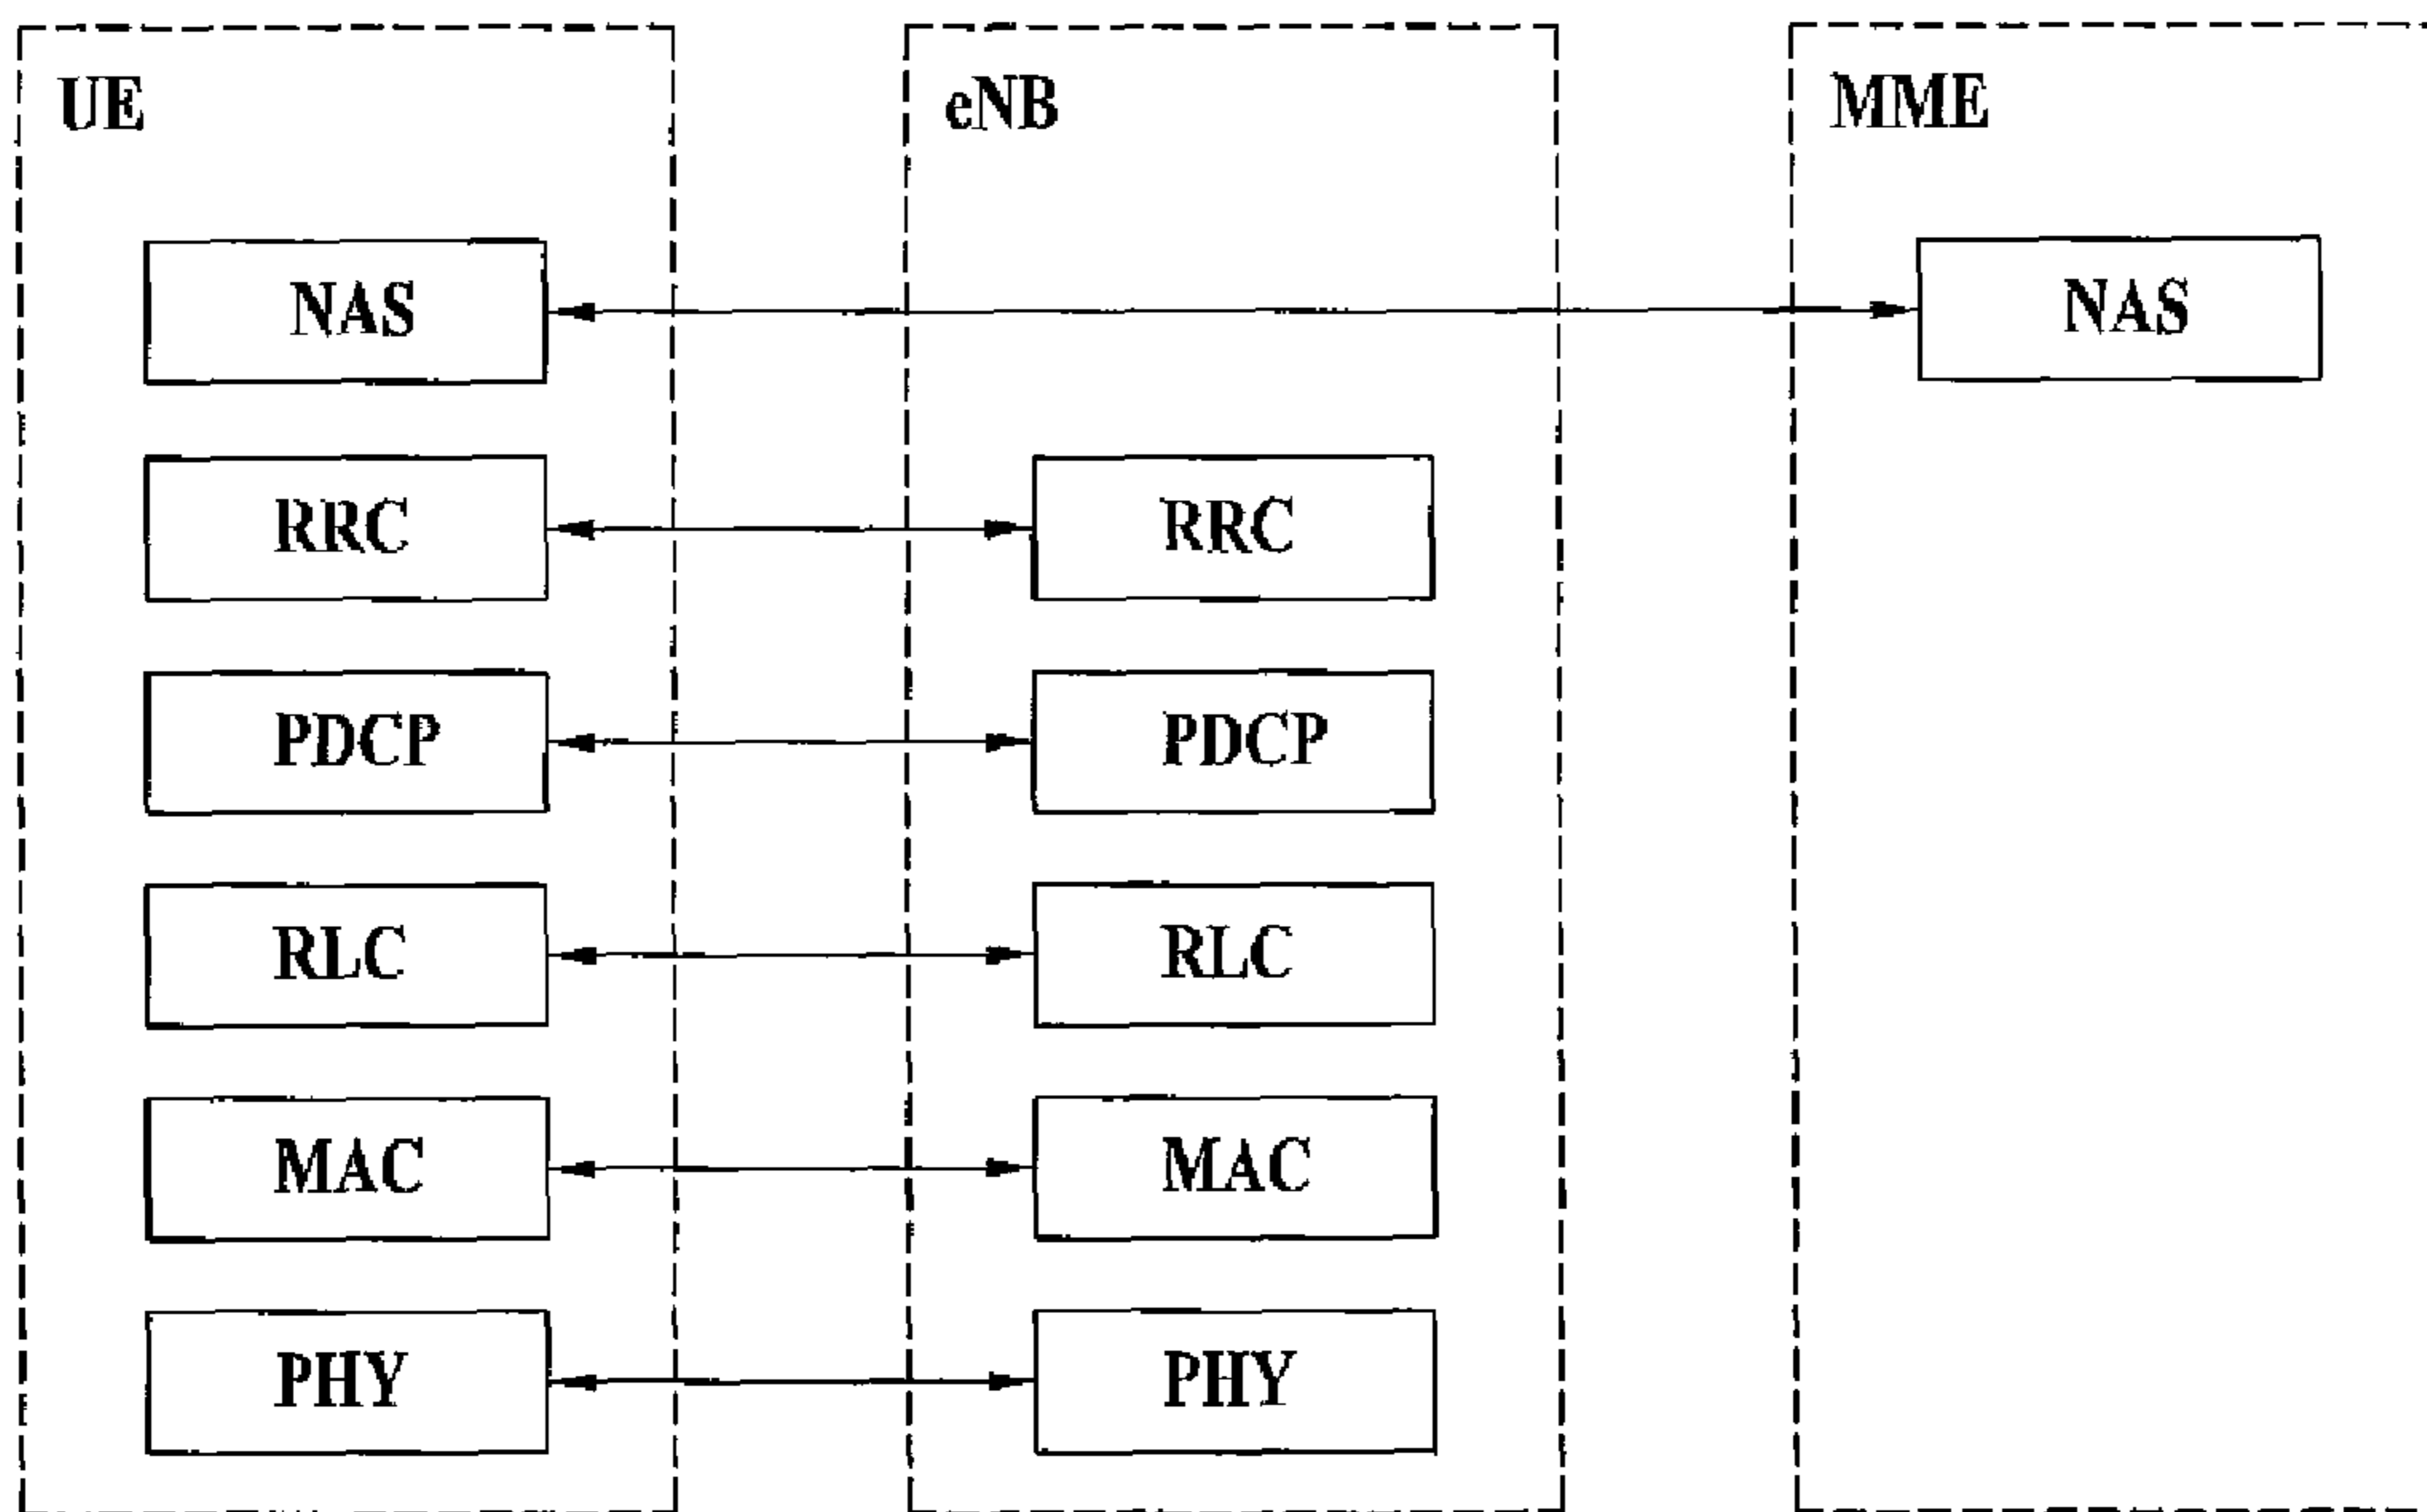 UE eNB MME
NAS NAS
RRC RRC
PDCP PDCP
RLC RLC
MAC MAC
PHY PHY